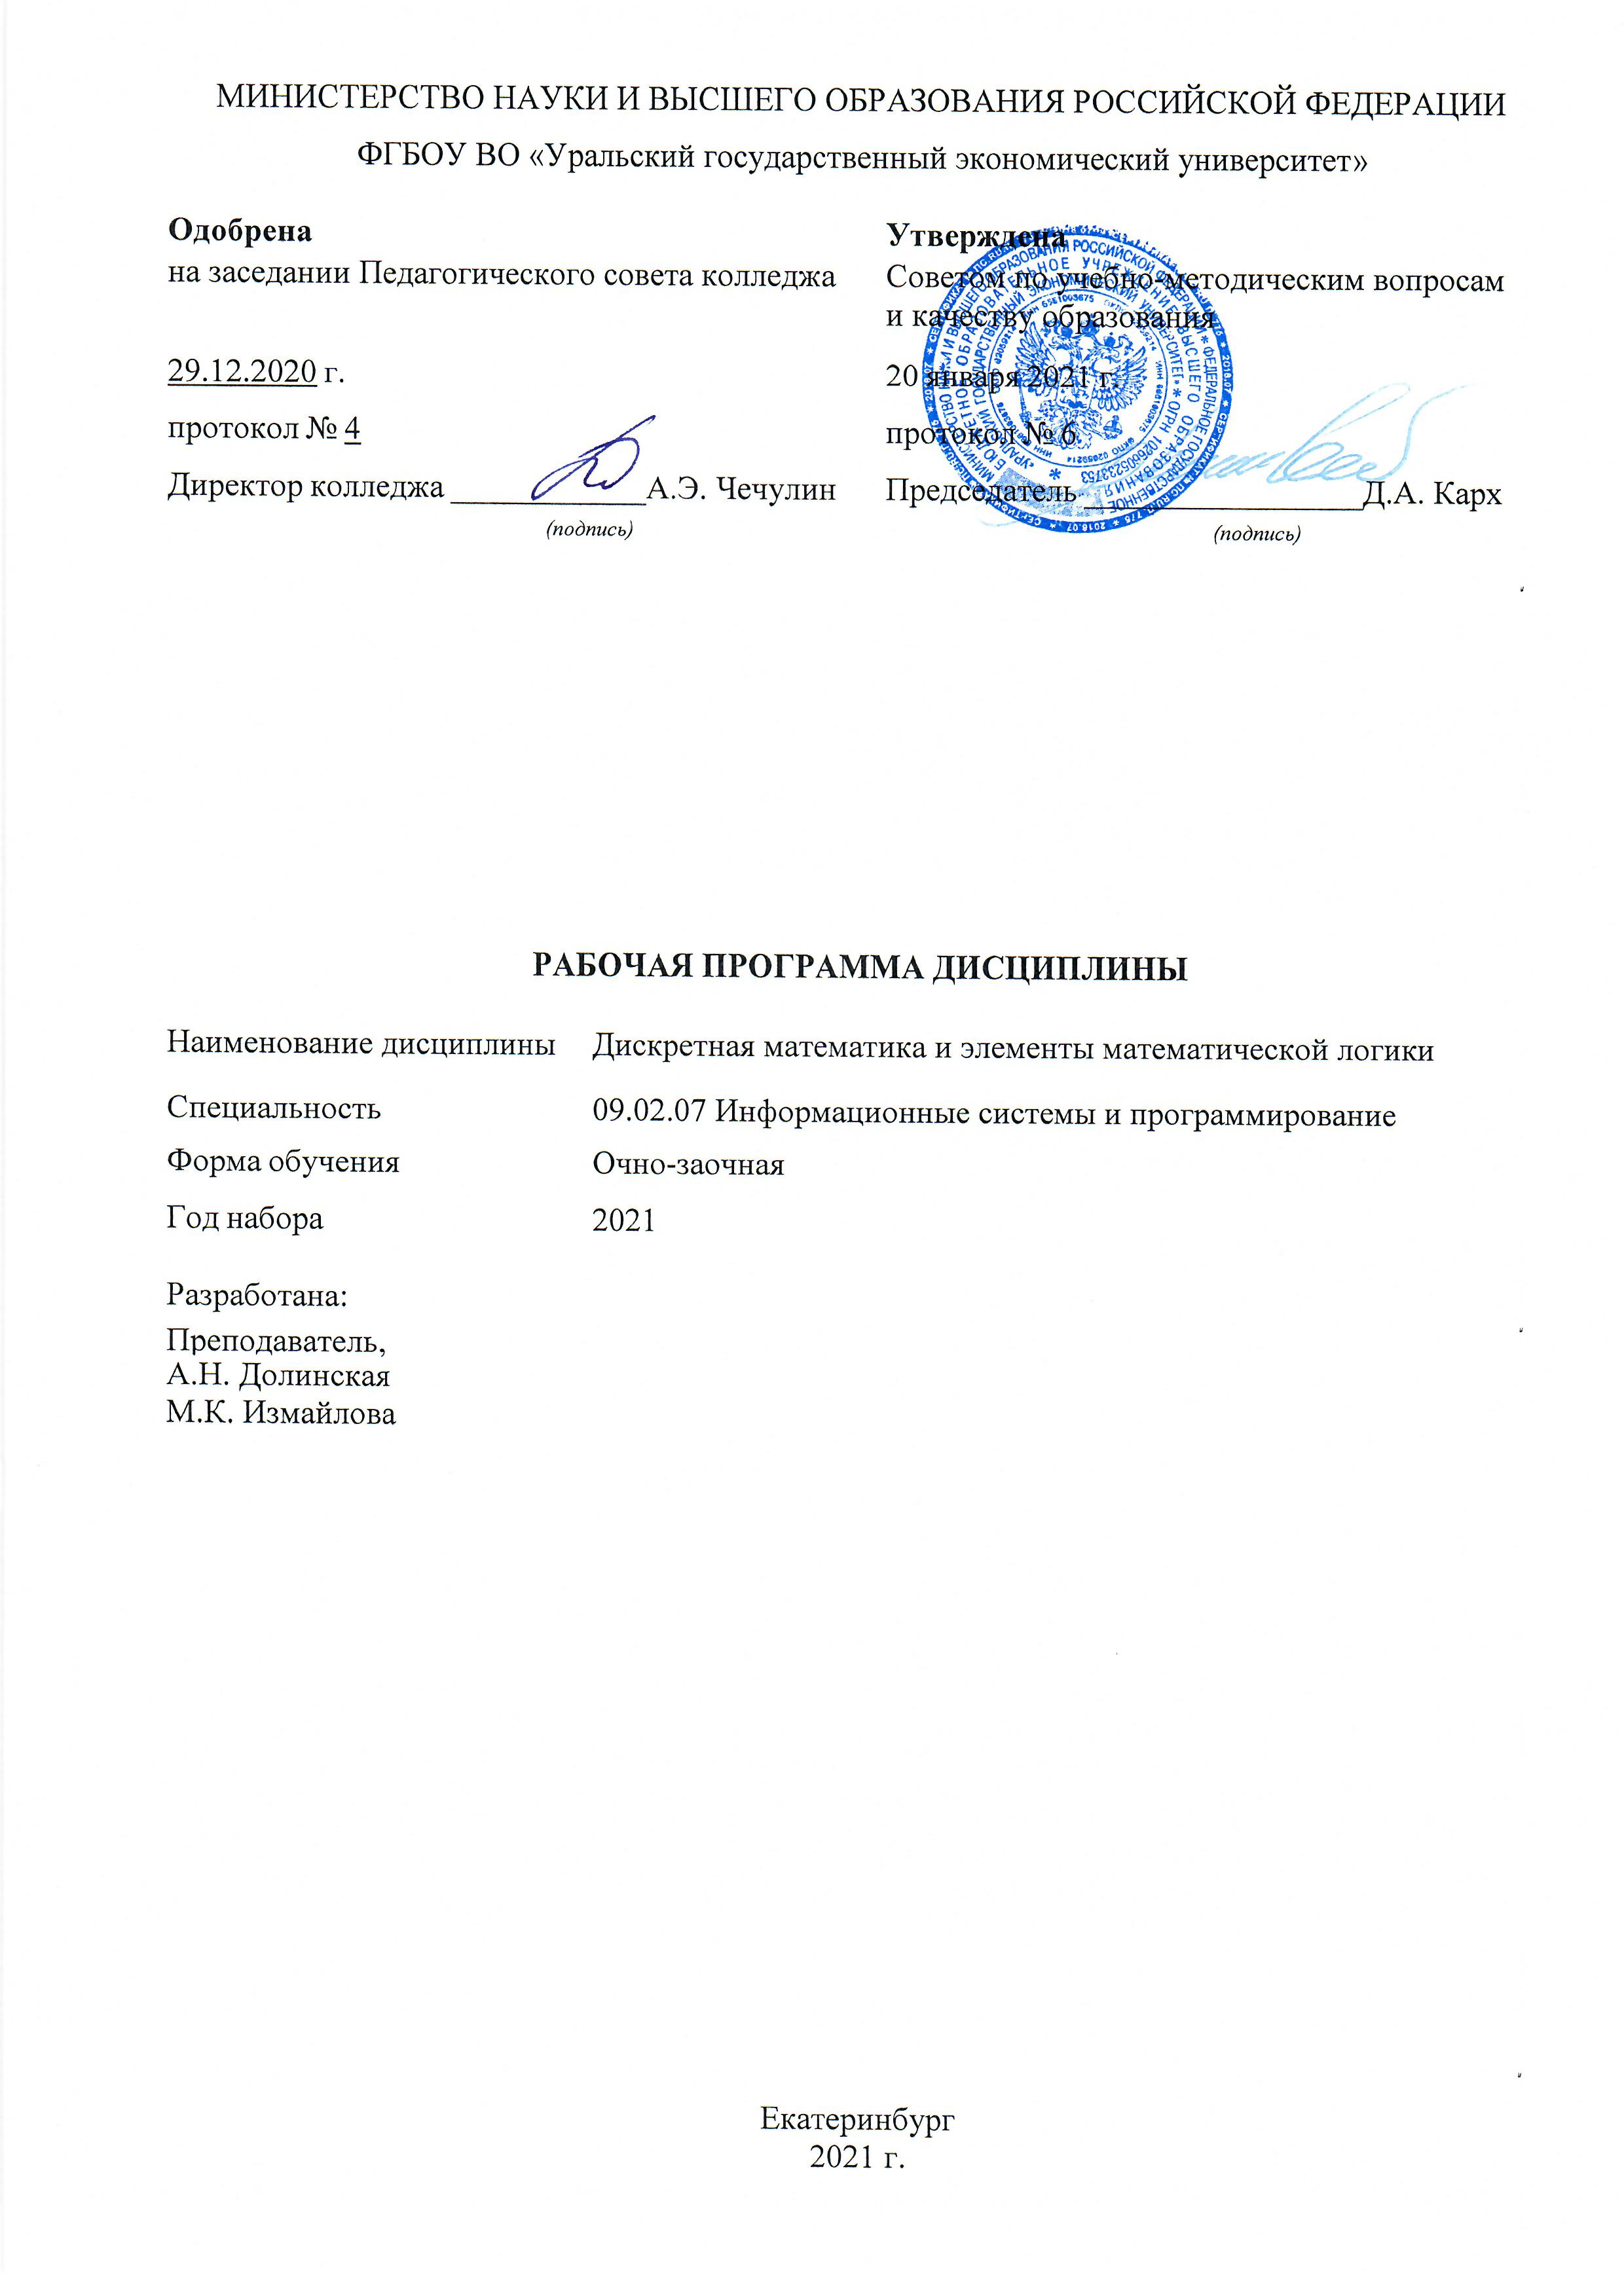 МИНИСТЕРСТВО НАУКИ И ВЫСШЕГО ОБРАЗОВАНИЯ РОССИЙСКОЙ ФЕДЕРАЦИИ
ФГБОУ ВО «Уральский государственный экономический университет»
Одобрена
на заседании Педагогического совета колледжа
29.12.2020 г.
протокол № 4
Директор колледжа ____________ А.Э. Чечулин
(подпись)
Утверждена
Советом по учебно-методическим вопросам
и качеству образования
20 января 2021 г.
протокол № 6
Председатель ________________ Д.А. Карх
(подпись)
РАБОЧАЯ ПРОГРАММА ДИСЦИПЛИНЫ
Наименование дисциплины Дискретная математика и элементы математической логики
Специальность 09.02.07 Информационные системы и программирование
Форма обучения Очно-заочная
Год набора 2021
Разработана:
Преподаватель,
А.Н. Долинская
М.К. Измайлова
Екатеринбург
2021 г.